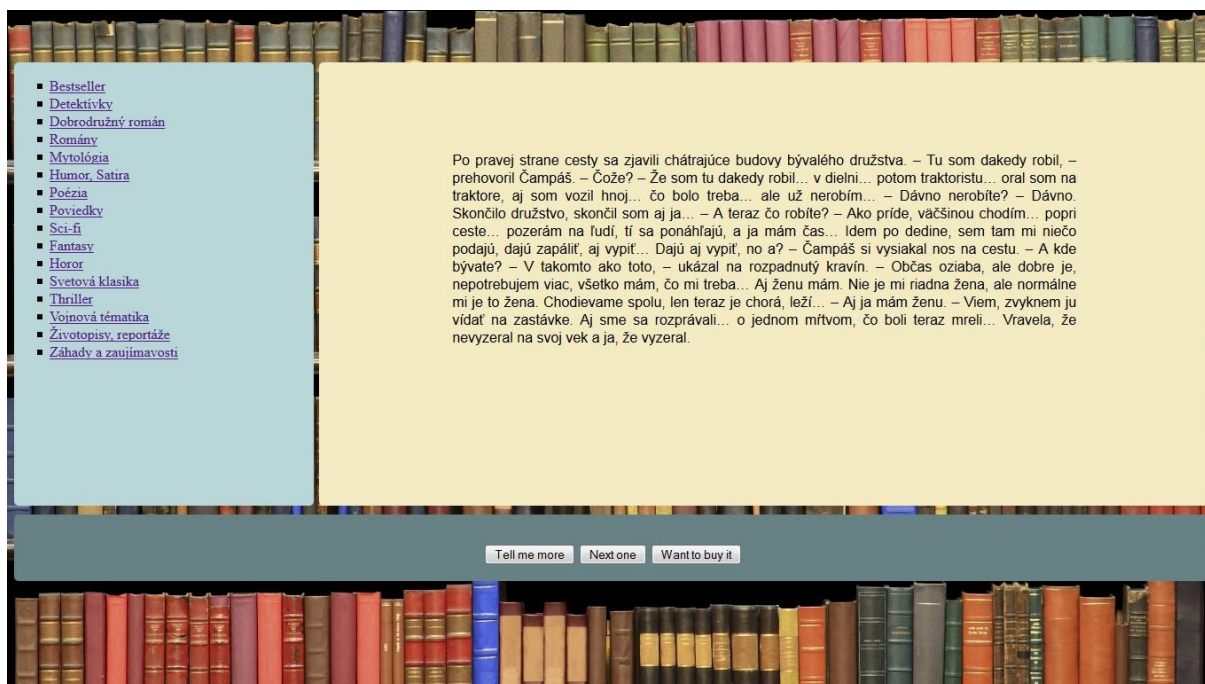 Bestseller
Detektívky
Dobrodružný román
Romány
Mytológia
Humor, Satira
Poézia
Poviedky
Sci-fi
Fantasy
Horor
Svetová klasika
Thriller
Vojnová tématika
Životopisy, reportáže
Záhady a zaujímavosti
Po pravej strane cesty sa zjavili chátrajúce budovy bývalého družstva. – Tu som dakedy robil, –
prehovoril Čampáš. – Čože? – Že som tu dakedy robil… v dielni… potom traktoristu… oral som na
traktore, aj som vozil hnoj… čo bolo treba… ale už nerobím… – Dávno nerobíte? – Dávno.
Skončilo družstvo, skončil som aj ja… – A teraz čo robíte? – Ako príde, väčšinou chodím… popri
ceste… pozerám na ľudí, tí sa ponáhľajú, a ja mám čas… Idem po dedine, sem tam mi niečo
podajú, dajú zapáliť, aj vypiť… Dajú aj vypiť, no a? – Čampáš si vysiakal nos na cestu. – A kde
bývate? – V takomto ako toto, – ukázal na rozpadnutý kravín. – Občas oziaba, ale dobre je,
nepotrebujem viac, všetko mám, čo mi treba… Aj ženu mám. Nie je mi riadna žena, ale normálne
mi je to žena. Chodievame spolu, len teraz je chorá, leží… – Aj ja mám ženu. – Viem, zvyknem ju
vídať na zastávke. Aj sme sa rozprávali… o jednom mŕtvom, čo boli teraz mreli… Vravela, že
nevyzeral na svoj vek a ja, že vyzeral.
Tell me more Next one Want to buy it